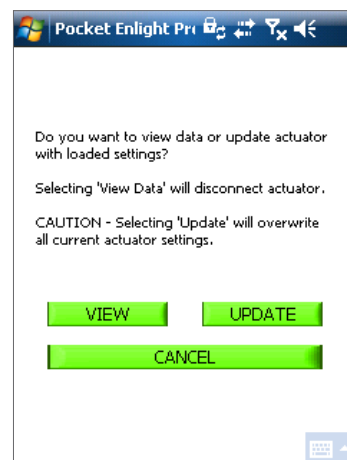 Pocket Enlight Pr
Do you want to view data or update actuator
with loaded settings?
Selecting 'View Data' will disconnect actuator.
CAUTION - Selecting 'Update' will overwrite
all current actuator settings.
VIEW UPDATE
CANCEL